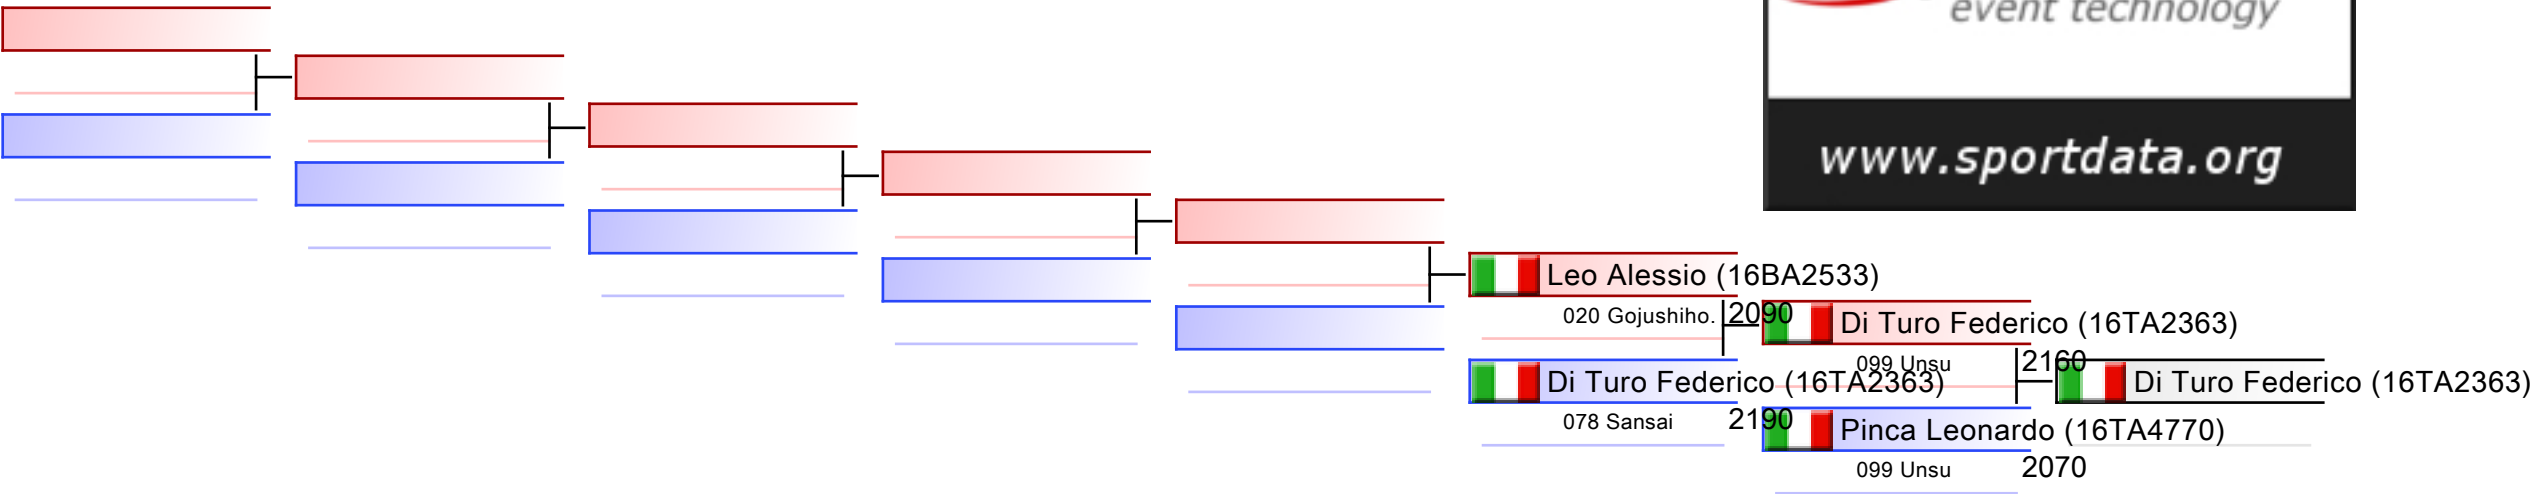 event technology
www.sportdata.org
Leo Alessio (16BA2533)
020 Gojushiho. 2090
Di Turo Federico (16TA2363)
099 Unsu 2160
Di Turo Federico (16TA2363)
Di Turo Federico (16TA2363)
078 Sansai 2190
Pinca Leonardo (16TA4770)
099 Unsu 2070